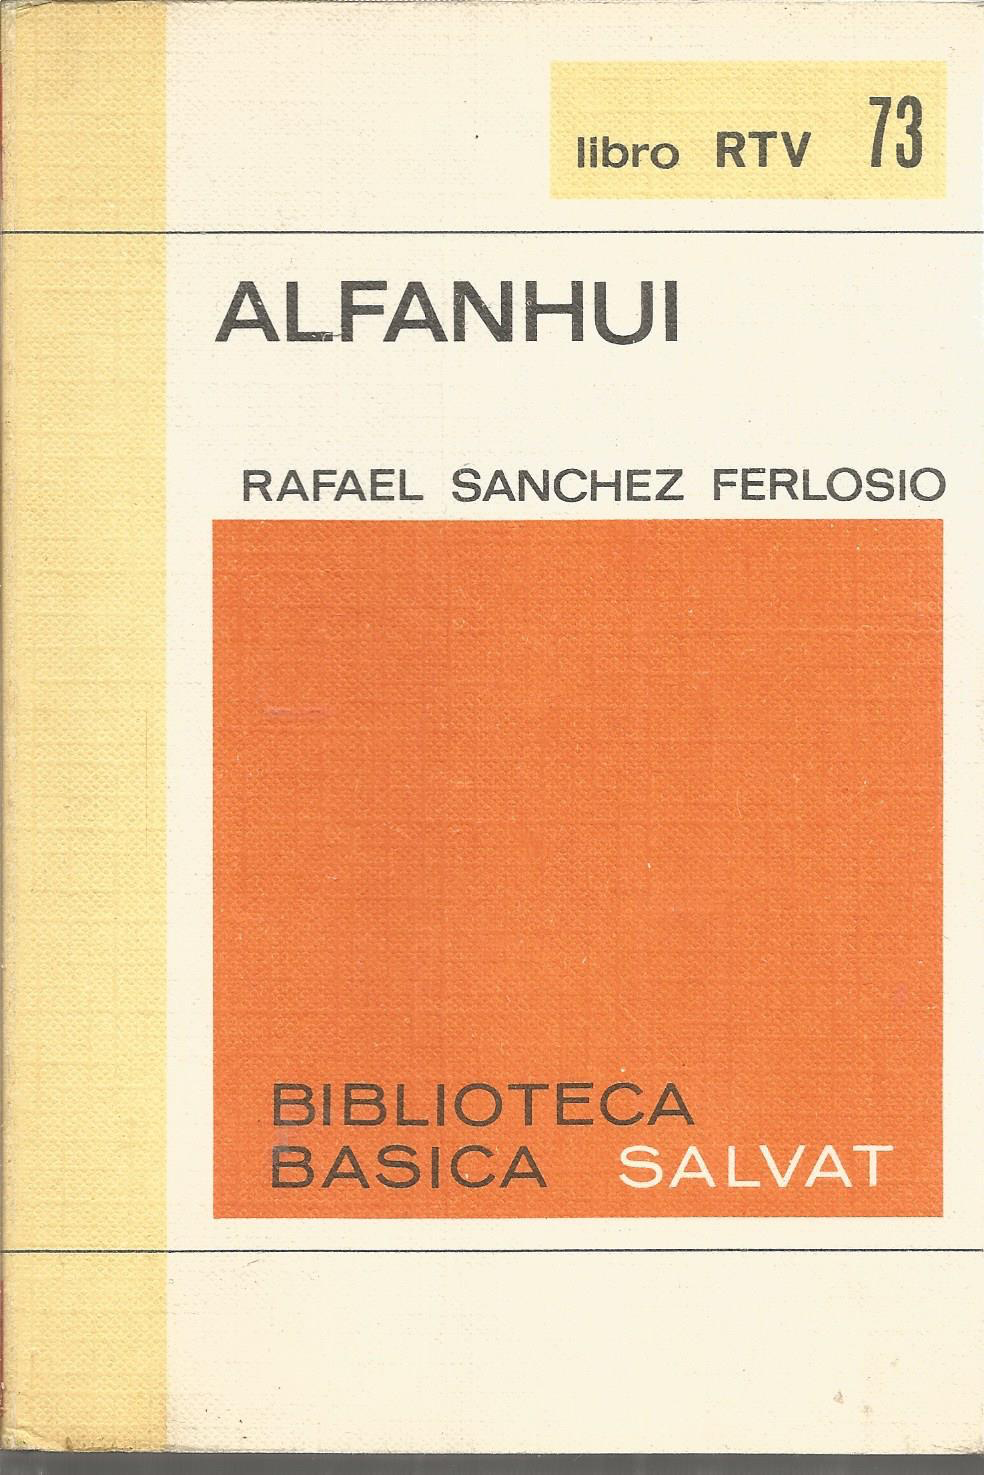 libro RTV 73
ALFANHUI
RAFAEL SANCHEZ FERLOSIO
BIBLIOTECA
BASICA SALVAT